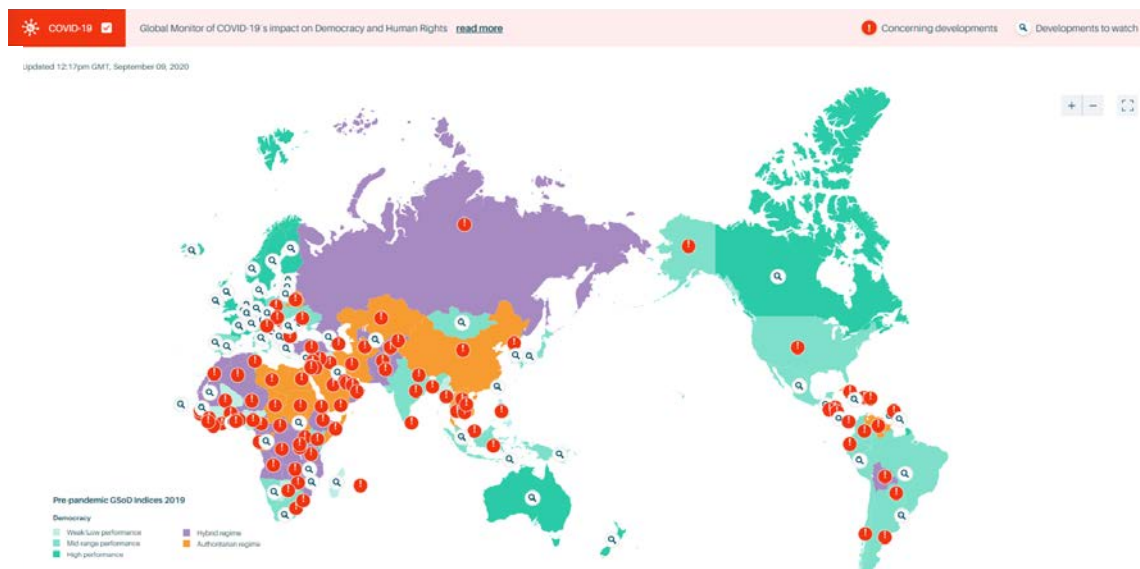 COVID-19
Global Monitor of COVID-19's impact on Democracy and Human Rights read more
Concerning developments
Developments to watch
Updated 12:17pm GMT, September 09, 2020
+ −
Pre-pandemic GSoD Indices 2019
Democracy
Weak/Low performance
Mid-range performance
High performance
Hybrid regime
Authoritarian regime